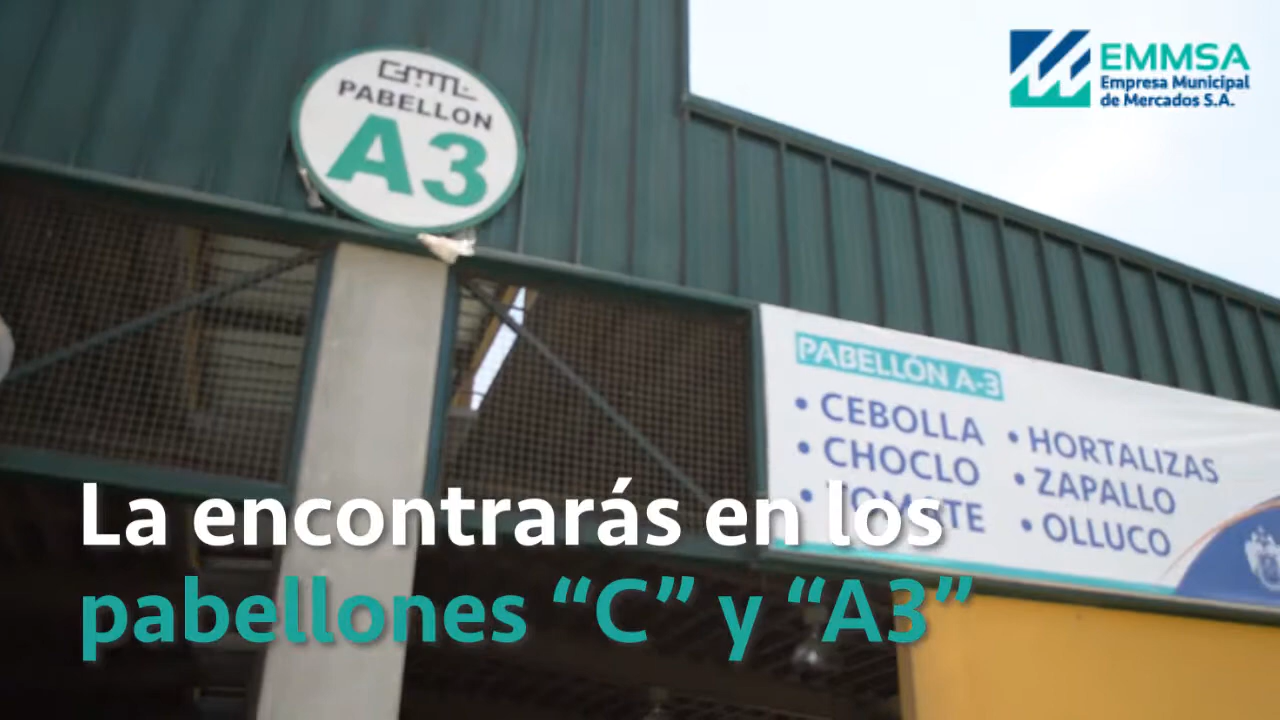 EMMSA
Empresa Municipal
de Mercados S.A.
PABELLON
A3
PABELLÓN A-3
• CEBOLLA
• CHOCLO
• HORTALIZAS
• ZAPALLO
• OLLUCO
La encontrarás en los
pabellones “C” y “A3”